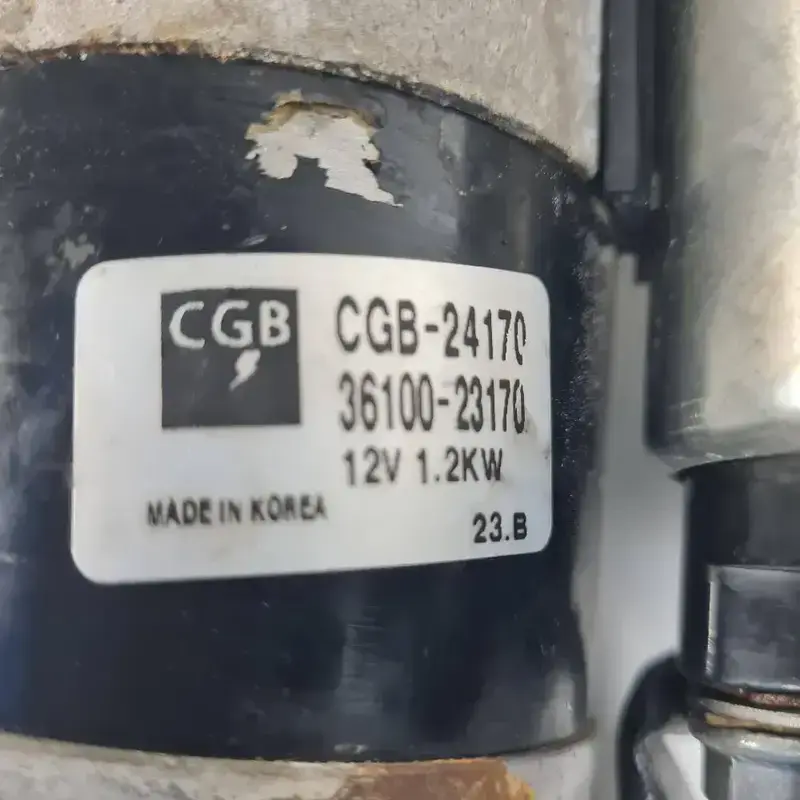 CGB
CGB-24170
36100-23170
12V 1.2KW
MADE IN KOREA
23.B